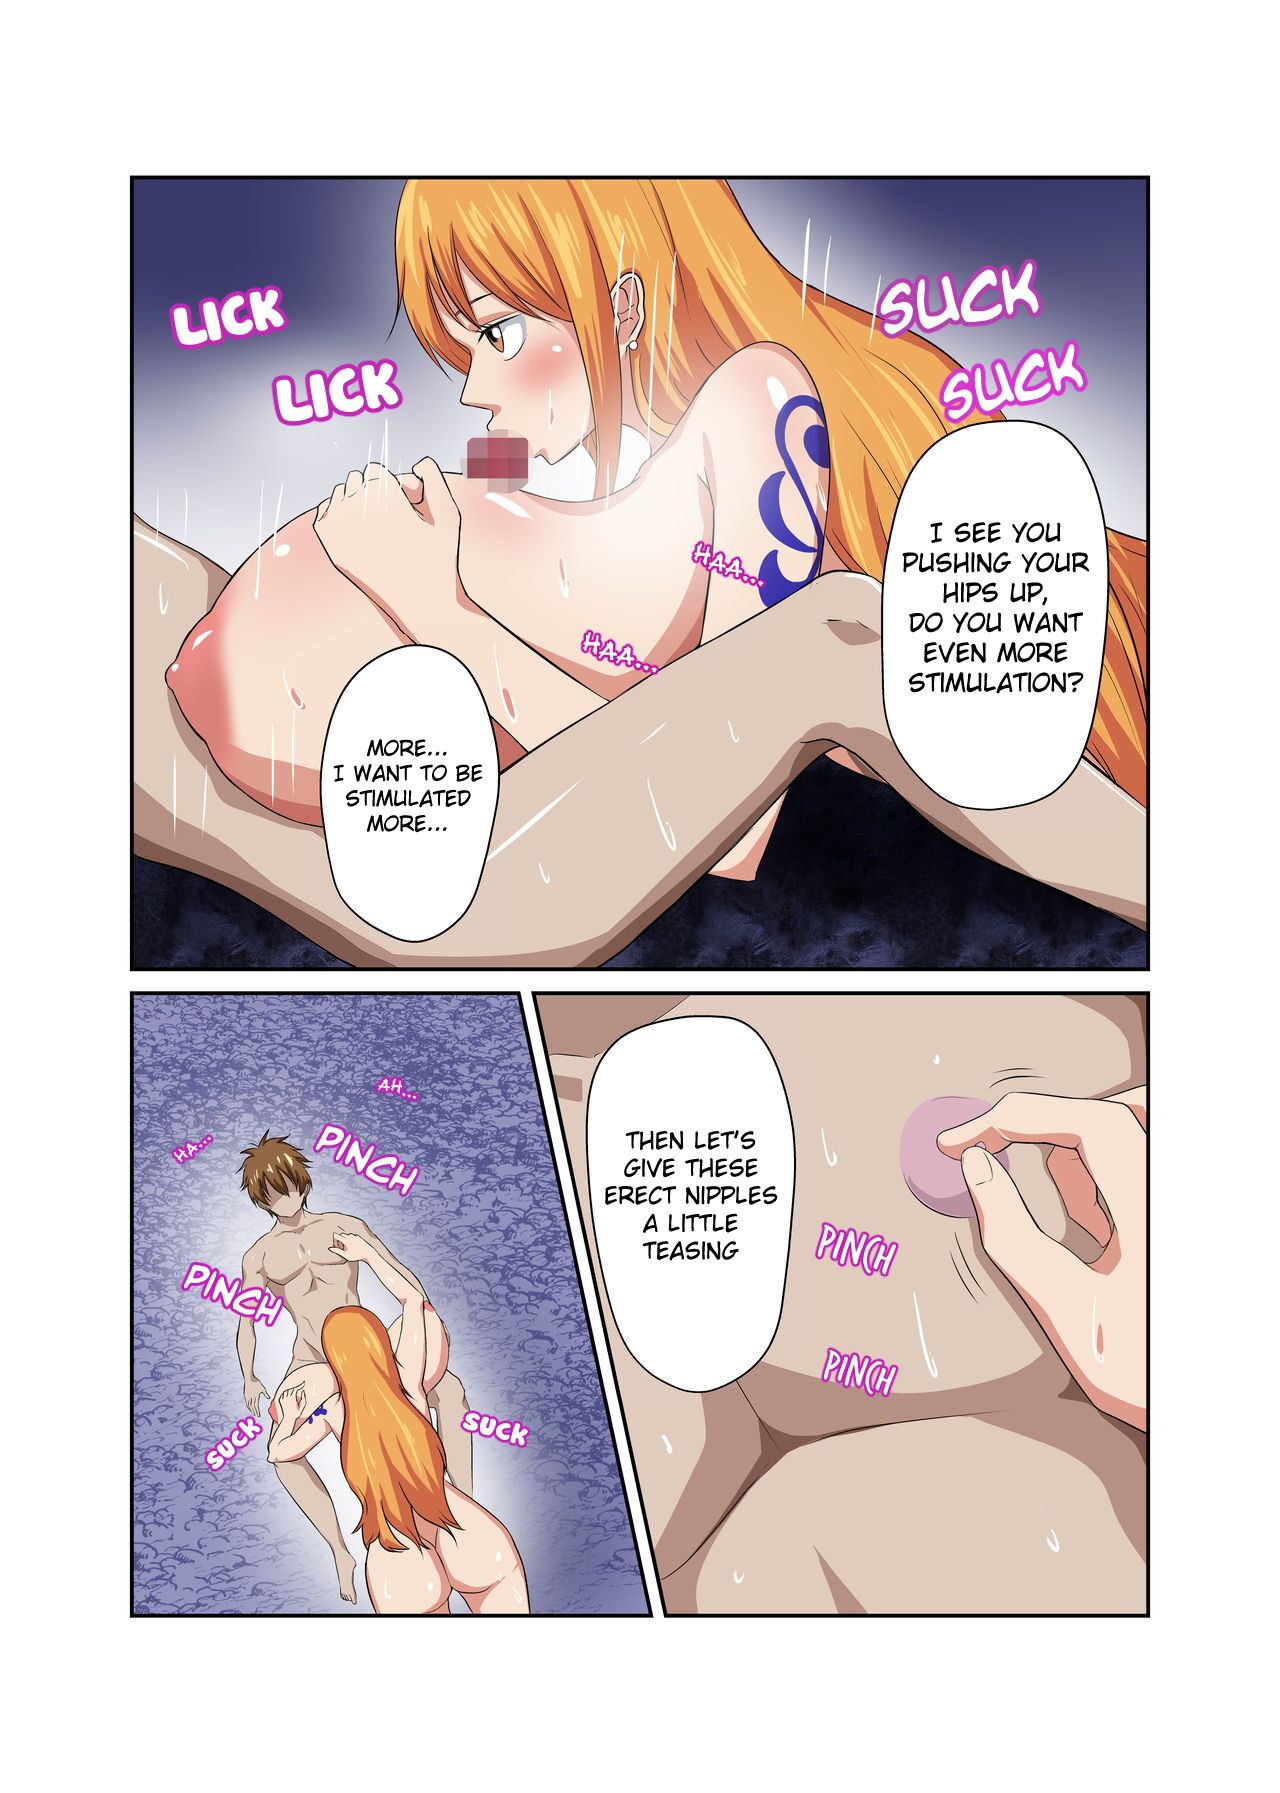 LICK
LICK
SUCK
SUCK
I SEE YOU
PUSHING YOUR
HIPS UP,
DO YOU WANT
EVEN MORE
STIMULATION?
HAA...
HAA...
MORE...
I WANT TO BE
STIMULATED
MORE...
AH...
HA...
PINCH
PINCH
SUCK
SUCK
THEN LET'S
GIVE THESE
ERECT NIPPLES
A LITTLE
TEASING
PINCH
PINCH